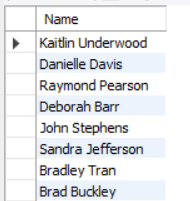 Name
Kaitlin Underwood
Danielle Davis
Raymond Pearson
Deborah Barr
John Stephens
Sandra Jefferson
Bradley Tran
Brad Buckley